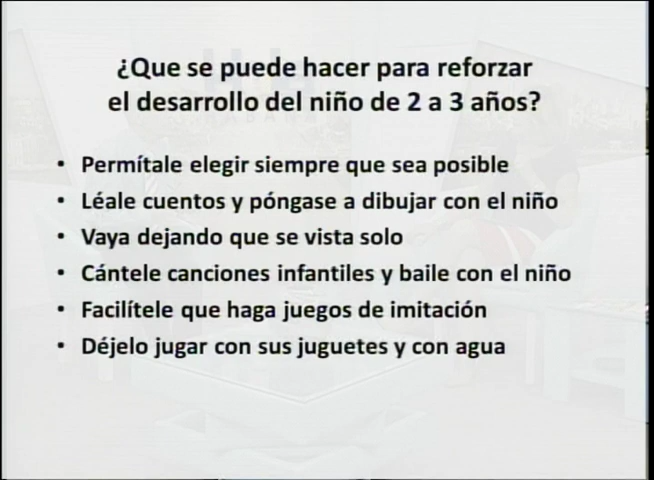 ¿Que se puede hacer para reforzar
el desarrollo del niño de 2 a 3 años?
• Permítale elegir siempre que sea posible
• Léale cuentos y póngase a dibujar con el niño
• Vaya dejando que se vista solo
• Cántele canciones infantiles y baile con el niño
• Facilítele que haga juegos de imitación
• Déjelo jugar con sus juguetes y con agua